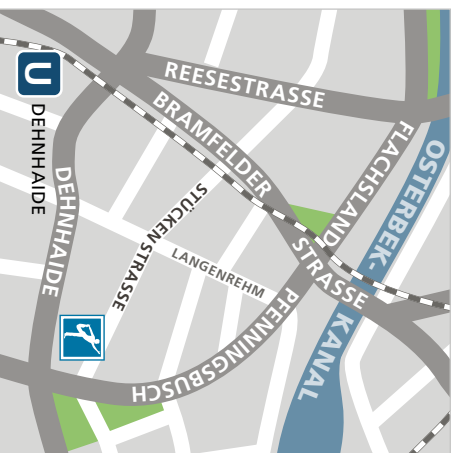 U
DEHNHAIDE
REESESTRASSE
BRAMFELDER
STRASSE
FLACHSLAND
OSTERBEK-
KANAL
DEHNHAIDE
STÜCKENSTRASSE
LANGENREHM
PFENNINGSBUSCH